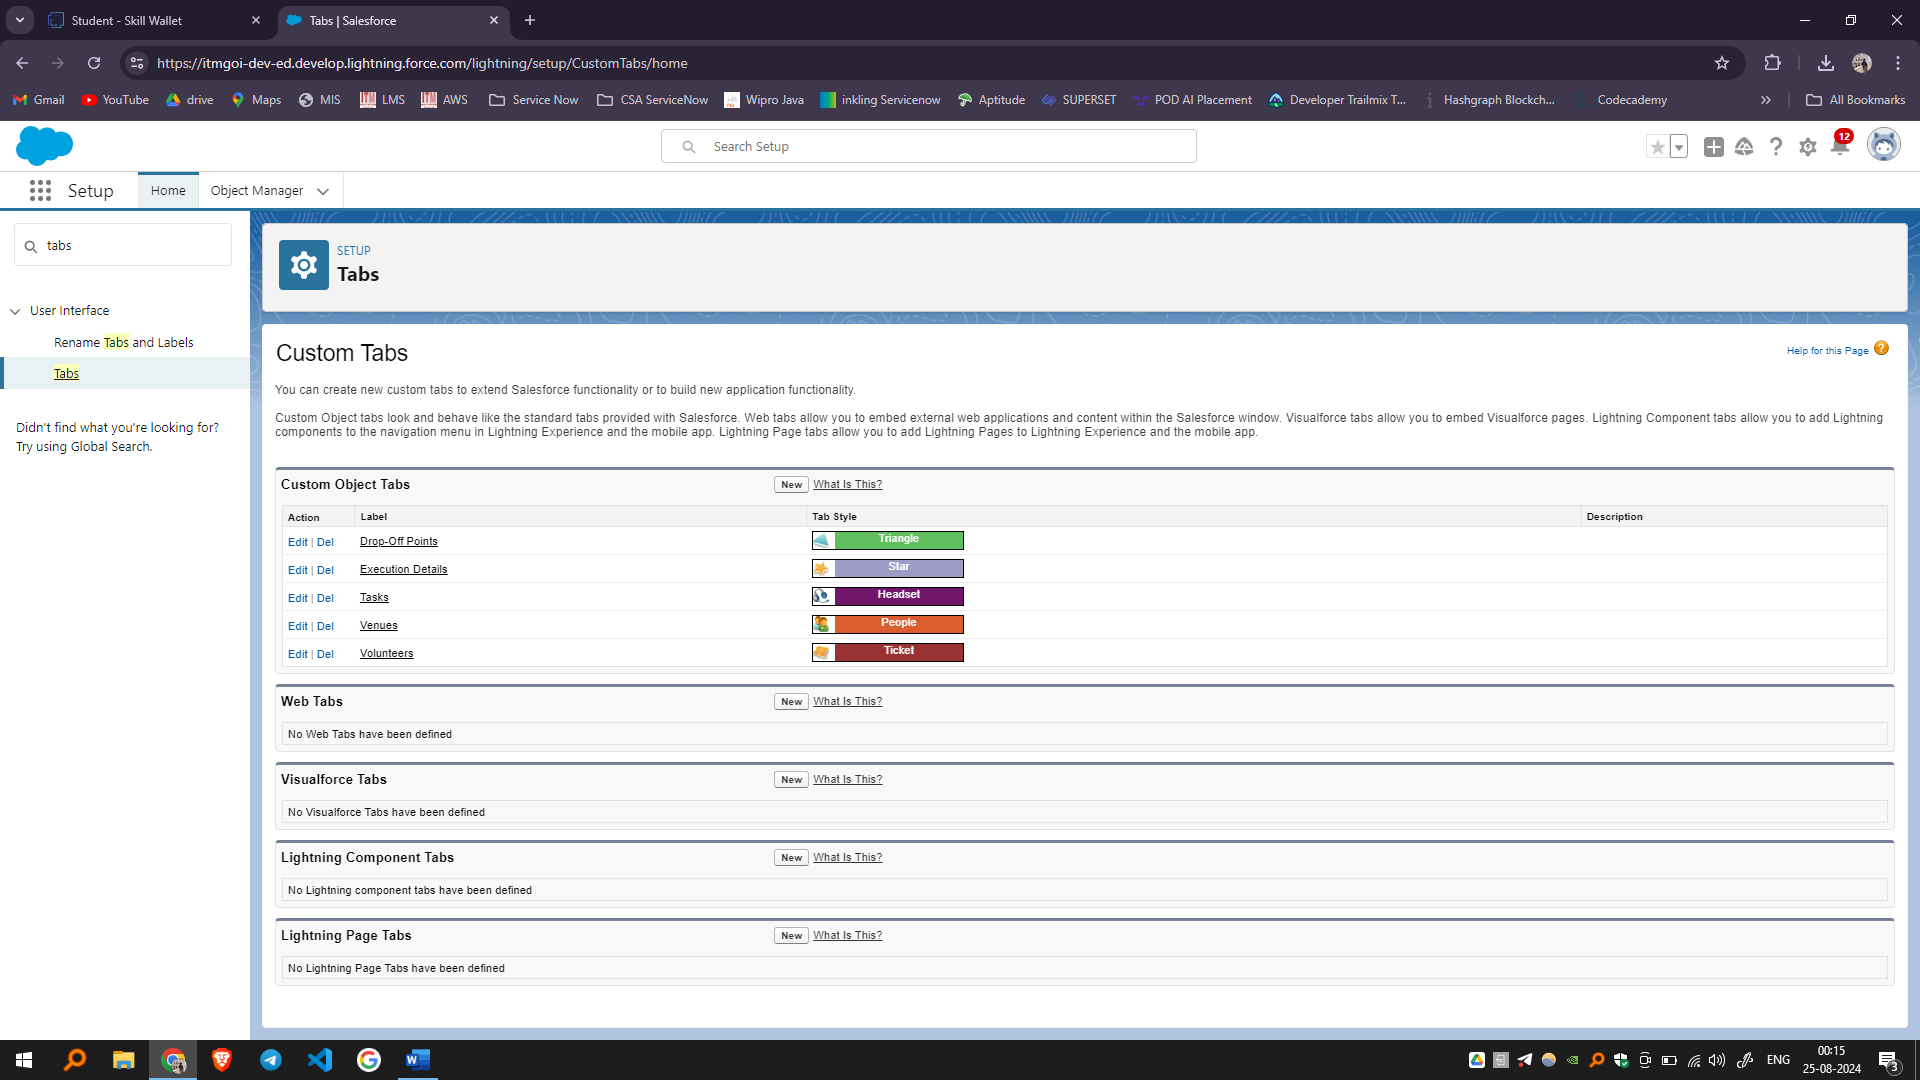 Student - Skill Wallet
Tabs | Salesforce
https://itmgoi-dev-ed.develop.lightning.force.com/lightning/setup/CustomTabs/home
Gmail YouTube drive Maps MIS LMS AWS Service Now CSA ServiceNow Wipro Java inkling Servicenow Aptitude SUPERSET POD AI Placement Developer Trailmix T... Hashgraph Blockch... Codecademy » All Bookmarks
Search Setup
12
Setup Home Object Manager
tabs
User Interface
Rename Tabs and Labels
Tabs
Didn't find what you're looking for?
Try using Global Search.
SETUP
Tabs
Custom Tabs
Help for this Page ?
You can create new custom tabs to extend Salesforce functionality or to build new application functionality.
Custom Object tabs look and behave like the standard tabs provided with Salesforce. Web tabs allow you to embed external web applications and content within the Salesforce window. Visualforce tabs allow you to embed Visualforce pages. Lightning Component tabs allow you to add Lightning
components to the navigation menu in Lightning Experience and the mobile app. Lightning Page tabs allow you to add Lightning Pages to Lightning Experience and the mobile app.
Custom Object Tabs New What Is This?
Action Label Tab Style Description
Edit | Del Drop-Off Points Triangle
Edit | Del Execution Details Star
Edit | Del Tasks Headset
Edit | Del Venues People
Edit | Del Volunteers Ticket
Web Tabs New What Is This?
No Web Tabs have been defined
Visualforce Tabs New What Is This?
No Visualforce Tabs have been defined
Lightning Component Tabs New What Is This?
No Lightning component tabs have been defined
Lightning Page Tabs New What Is This?
No Lightning Page Tabs have been defined
ENG
00:15
25-08-2024
3